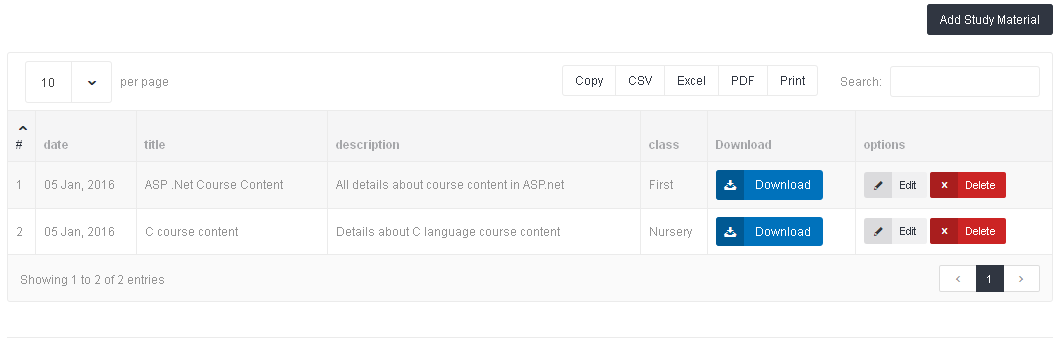 Add Study Material
10 per page Copy CSV Excel PDF Print Search:
# date title description class Download options
1 05 Jan, 2016 ASP .Net Course Content All details about course content in ASP.net First Download Edit x Delete
2 05 Jan, 2016 C course content Details about C language course content Nursery Download Edit x Delete
Showing 1 to 2 of 2 entries < 1 >